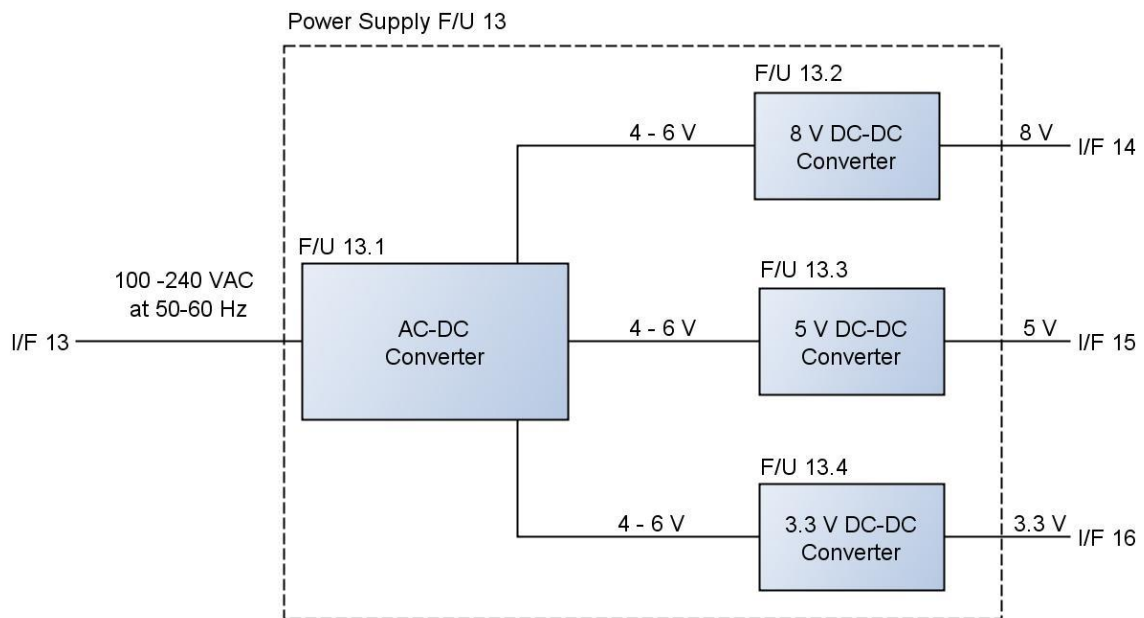 Power Supply F/U 13
F/U 13.2
4 - 6 V
8 V DC-DC
Converter
8 V
I/F 14
F/U 13.1
100 -240 VAC
at 50-60 Hz
I/F 13
AC-DC
Converter
4 - 6 V
F/U 13.3
5 V DC-DC
Converter
5 V
I/F 15
F/U 13.4
4 - 6 V
3.3 V DC-DC
Converter
3.3 V
I/F 16